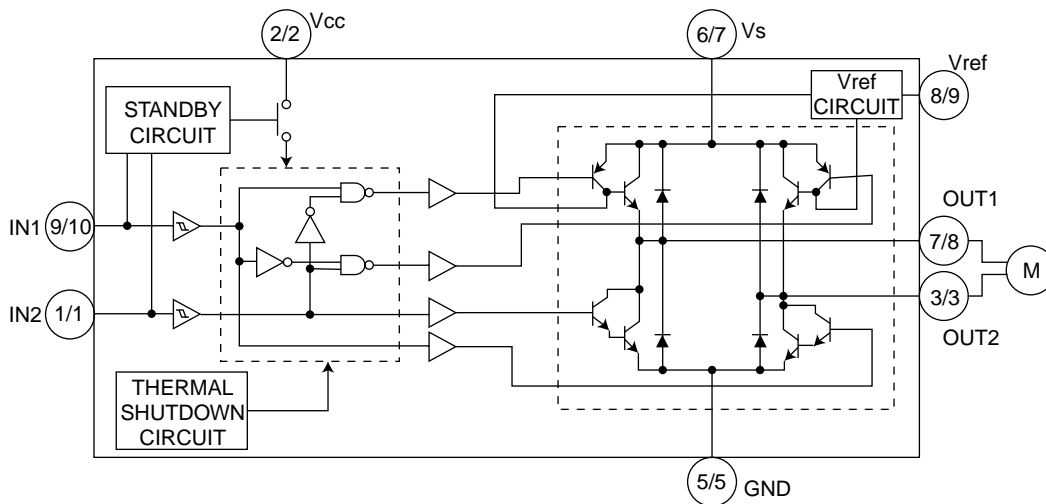 2/2 Vcc
6/7 Vs
Vref
8/9
Vref
CIRCUIT
STANDBY
CIRCUIT
IN1 9/10
OUT1
7/8
M
IN2 1/1
3/3
OUT2
THERMAL
SHUTDOWN
CIRCUIT
5/5 GND